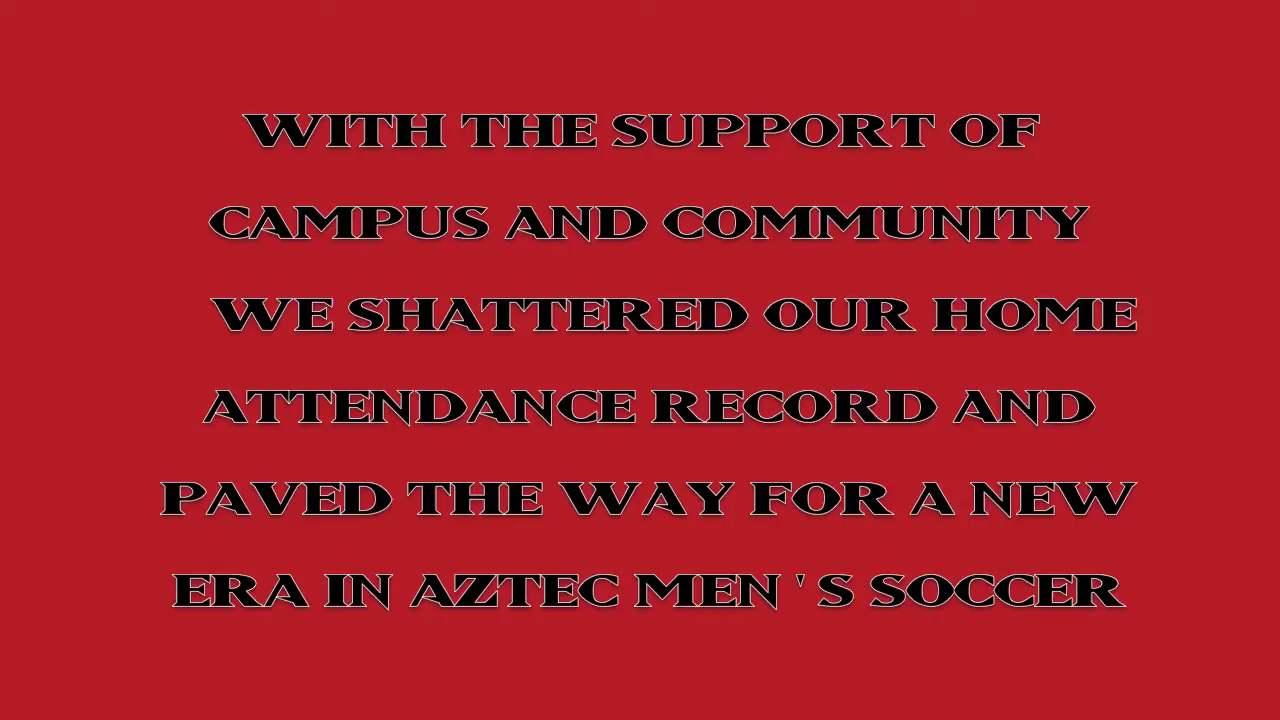 WITH THE SUPPORT OF
CAMPUS AND COMMUNITY
WE SHATTERED OUR HOME
ATTENDANCE RECORD AND
PAVED THE WAY FOR A NEW
ERA IN AZTEC MEN ' S SOCCER